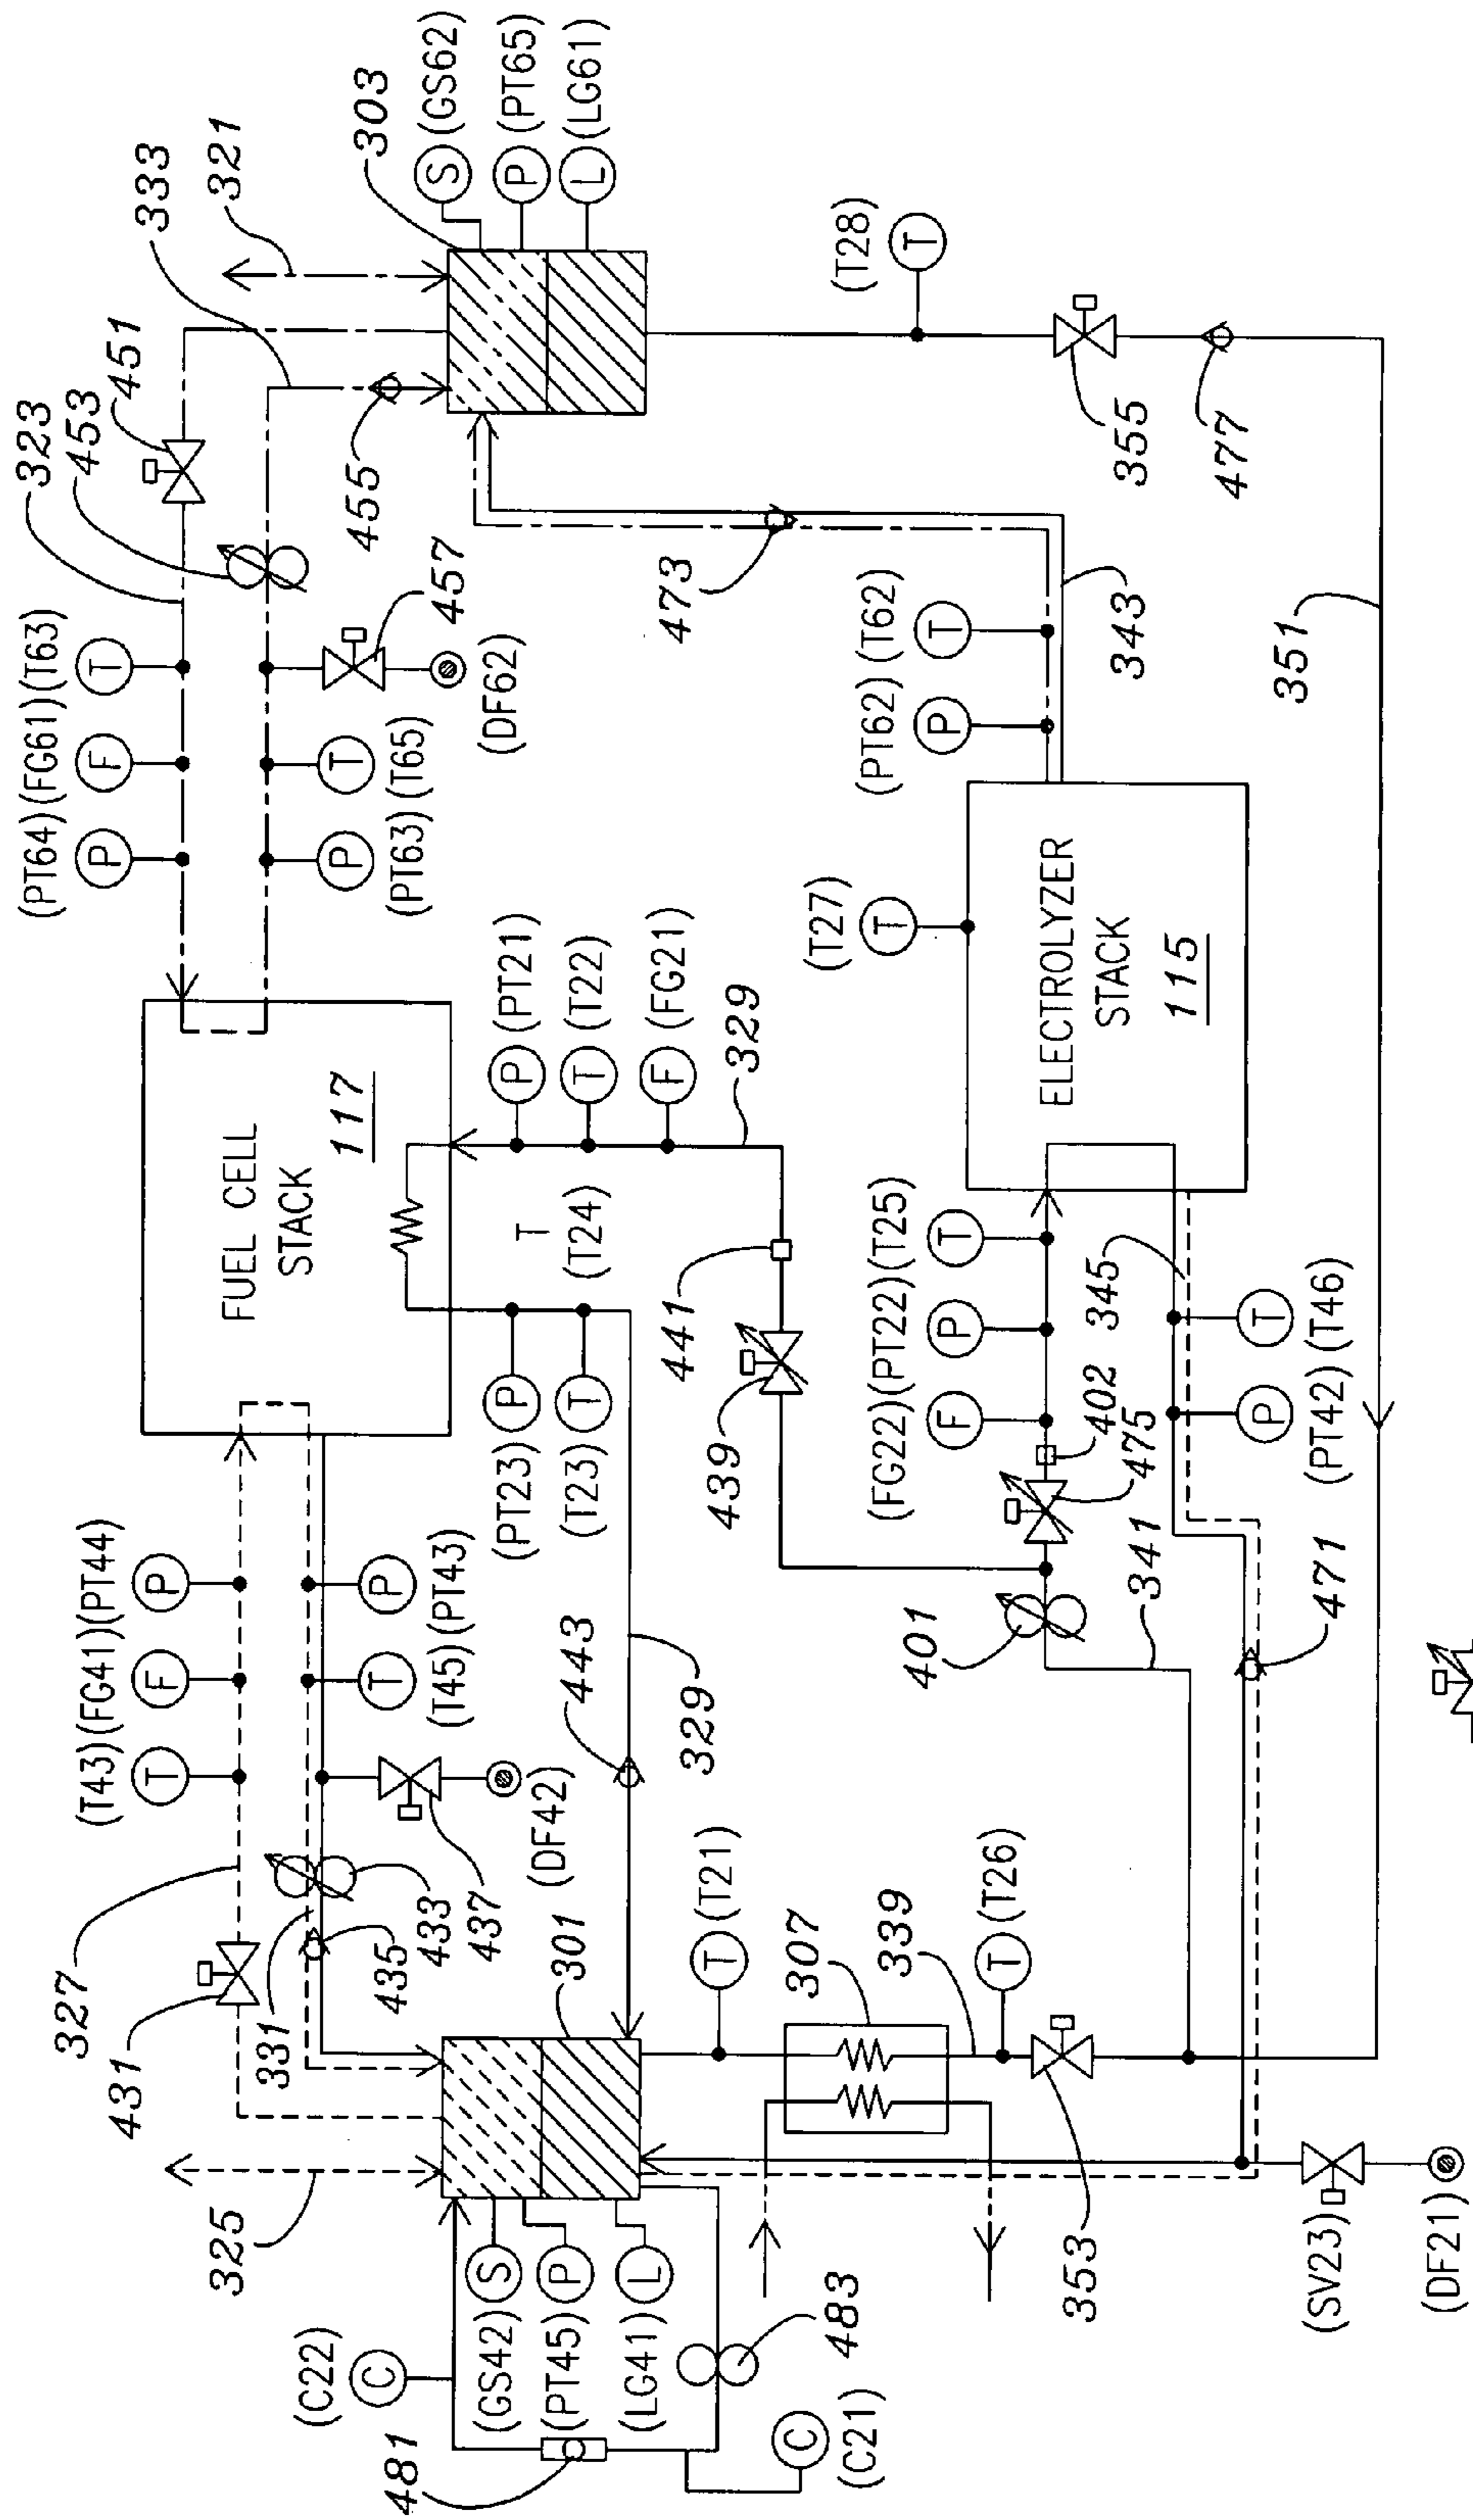 (PT64)(FG61)(T63)
P
F
T
323
453
451
333
321
303
S
(GS62)
P
(PT65)
L
(LG61)
455
457
(DF62)
P
T
(PT63)(T65)
FUEL CELL
STACK
117
(T43)(FG41)(PT44)
T
F
P
327
431
331
T
P
(T45)(PT43)
435
433
437
(DF42)
301
325
(C22)
C
S
(GS42)
P
(PT45)
L
(LG41)
481
483
C
(C21)
P
(PT23)
T
(T23)
T
(T24)
P
(PT21)
T
(T22)
F
(FG21)
329
441
439
443
329
T
(T21)
307
339
T
(T26)
353
(SV23)
(DF21)
401
341
471
(FG22)(PT22)(T25)
F
P
T
402
475
345
P
T
(PT42)(T46)
(T27)
T
ELECTROLYZER
STACK
115
(PT62)(T62)
P
T
473
343
351
(T28)
T
355
477